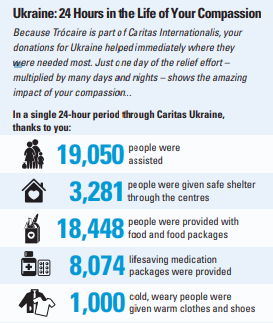 Ukraine: 24 Hours in the Life of Your Compassion
Because Trócaire is part of Caritas Internationalis, your
donations for Ukraine helped immediately where they
were needed most. Just one day of the relief effort –
multiplied by many days and nights – shows the amazing
impact of your compassion...
In a single 24-hour period through Caritas Ukraine,
thanks to you:
19,050 people were
assisted
3,281 people were given safe shelter
through the centres
18,448 people were provided with
food and food packages
8,074 lifesaving medication
packages were provided
1,000 cold, weary people were
given warm clothes and shoes